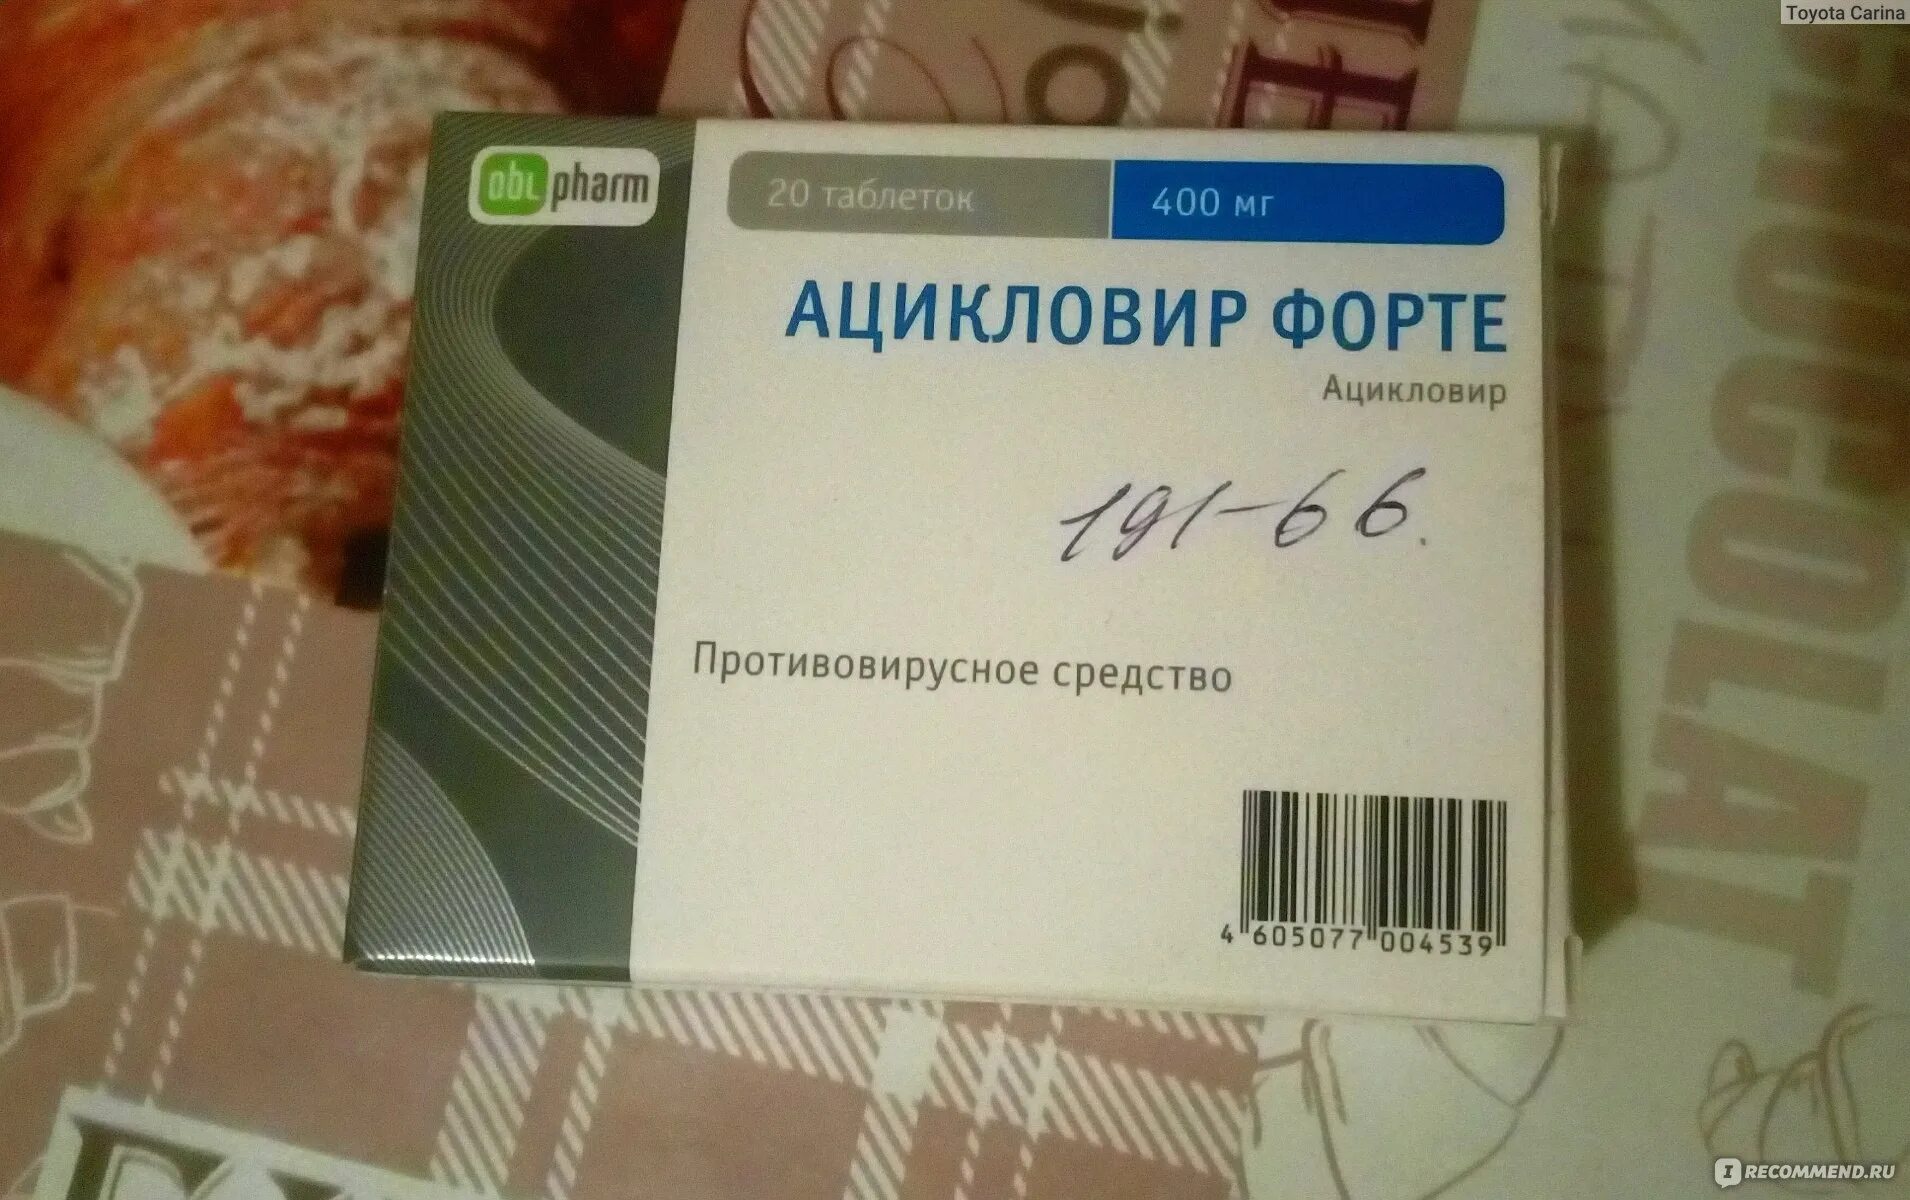 Toyota Carina
obl pharm
20 таблеток 400 мг
АЦИКЛОВИР ФОРТЕ
Ацикловир
191-66.
Противовирусное средство
4 605077 004539
IRECOMMEND.RU